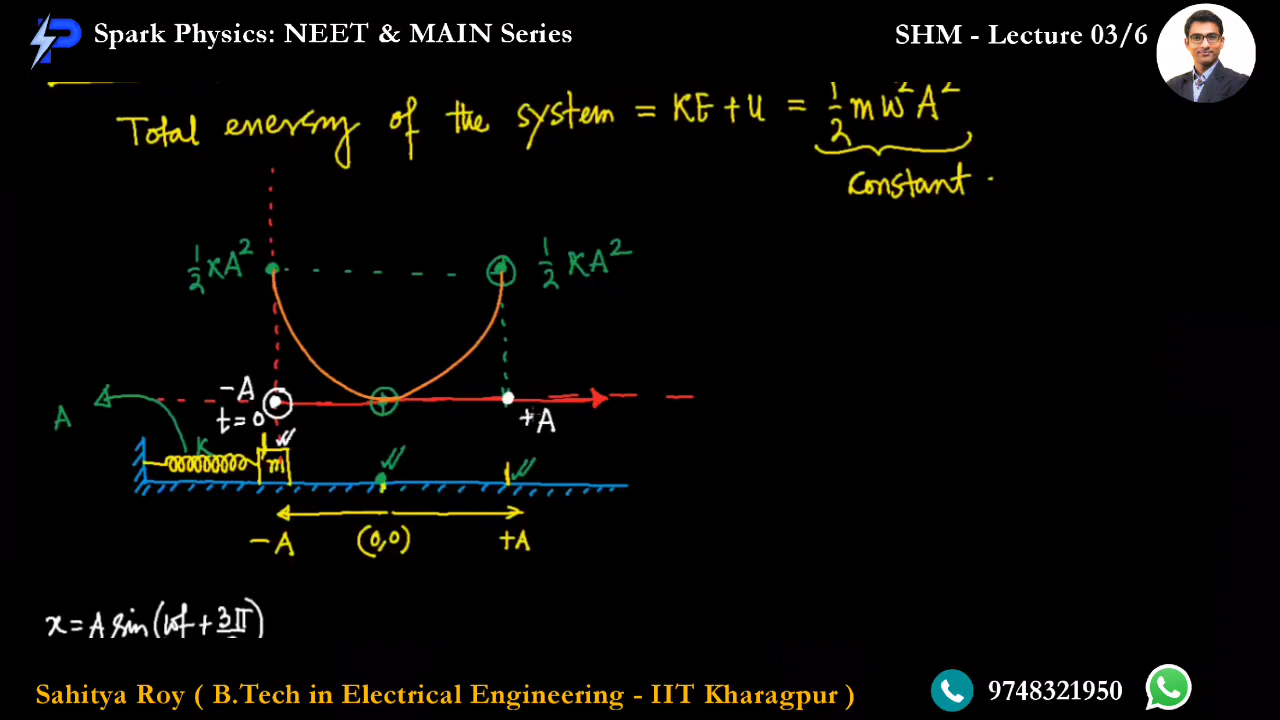 Spark Physics: NEET & MAIN Series
SHM - Lecture 03/6
Total energy of the system = KE + U = 1/2 mω²A²
constant
1/2 KA²
1/2 KA²
-A
t=0
+A
A
K
m
-A
(0,0)
+A
x = A sin(ωt + 3π
Sahitya Roy ( B.Tech in Electrical Engineering - IIT Kharagpur )
9748321950